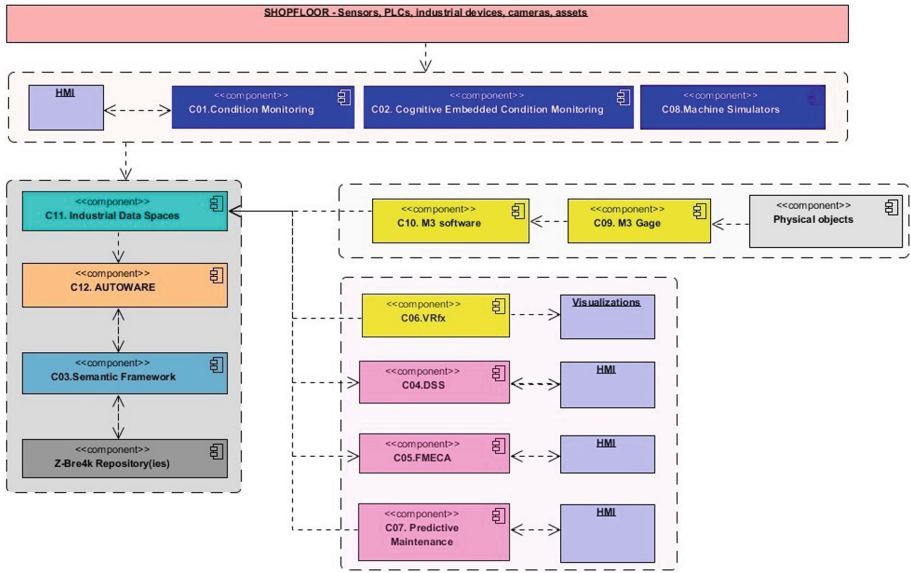 SHOPFLOOR - Sensors, PLCs, industrial devices, cameras, assets
HMI
<<component>>
C01.Condition Monitoring
<<component>>
C02. Cognitive Embedded Condition Monitoring
<<component>>
C08.Machine Simulators
<<component>>
C11. Industrial Data Spaces
<<component>>
C12. AUTOWARE
<<component>>
C03.Semantic Framework
<<component>>
Z-Bre4k Repository(ies)
<<component>>
C10. M3 software
<<component>>
C09. M3 Gage
<<component>>
Physical objects
<<component>>
C06.VRfx
Visualizations
<<component>>
C04.DSS
HMI
<<component>>
C05.FMECA
HMI
<<component>>
C07. Predictive
Maintenance
HMI